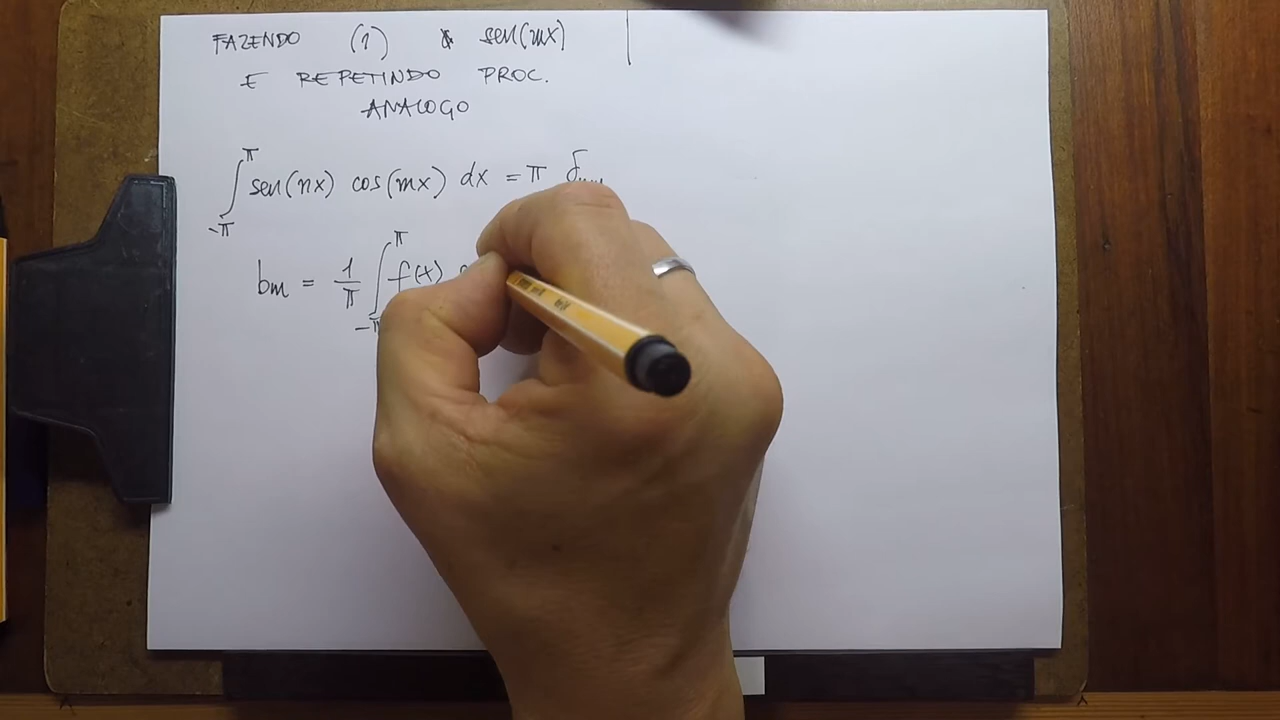 FAZENDO (1) & sen(mx)
E REPETINDO PROC.
ANALOGO
∫_{-π}^{π} sen(nx) cos(mx) dx = π δ
bm = 1/π ∫_{-π}^{π} f(x)